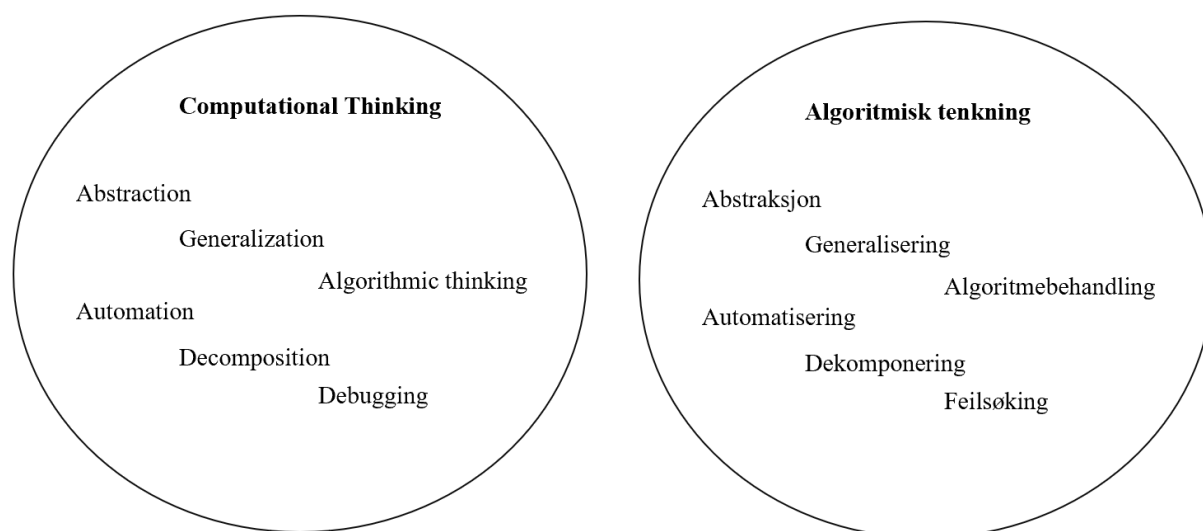 Computational Thinking
Abstraction
Generalization
Algorithmic thinking
Automation
Decomposition
Debugging
Algoritmisk tenkning
Abstraksjon
Generalisering
Algoritmebehandling
Automatisering
Dekomponering
Feilsøking